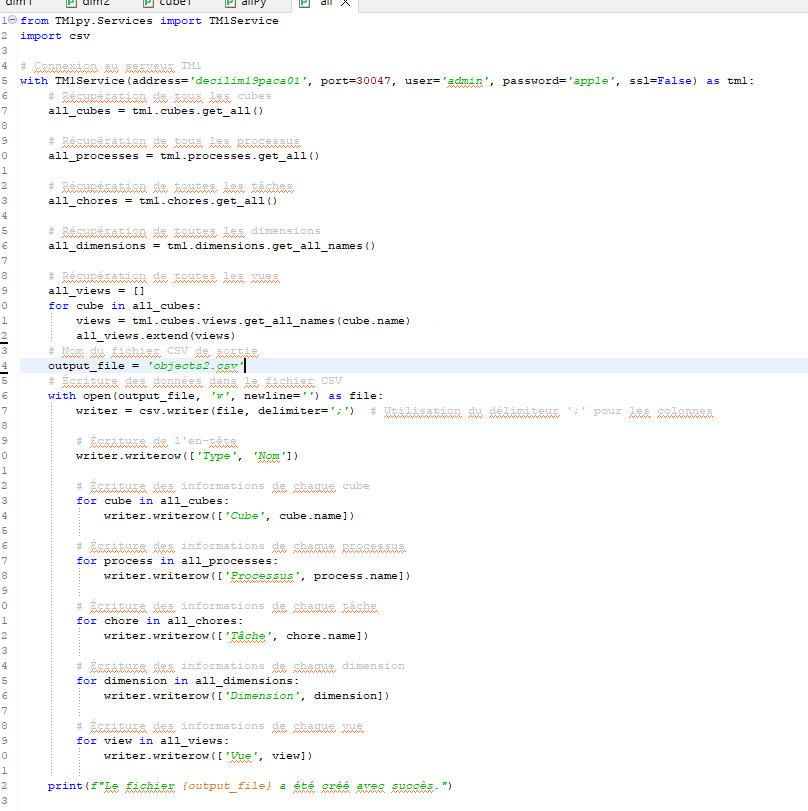 dim1 dim2 cube1 allPy all
1 from TM1py.Services import TM1Service
2 import csv
3
4 # Connexion au serveur TM1
5 with TM1Service(address='decilim19paca01', port=30047, user='admin', password='apple', ssl=False) as tm1:
6 # Récupération de tous les cubes
7 all_cubes = tm1.cubes.get_all()
8
9 # Récupération de tous les processus
0 all_processes = tm1.processes.get_all()
1
2 # Récupération de toutes les tâches
3 all_chores = tm1.chores.get_all()
4
5 # Récupération de toutes les dimensions
6 all_dimensions = tm1.dimensions.get_all_names()
7
8 # Récupération de toutes les vues
9 all_views = []
0 for cube in all_cubes:
1 views = tm1.cubes.views.get_all_names(cube.name)
2 all_views.extend(views)
3 # Nom du fichier CSV de sortie
4 output_file = 'objects2.csv'
5 # Écriture des données dans le fichier CSV
6 with open(output_file, 'w', newline='') as file:
7 writer = csv.writer(file, delimiter=';') # Utilisation du délimiteur ';' pour les colonnes
8
9 # Écriture de l'en-tête
0 writer.writerow(['Type', 'Nom'])
1
2 # Écriture des informations de chaque cube
3 for cube in all_cubes:
4 writer.writerow(['Cube', cube.name])
5
6 # Écriture des informations de chaque processus
7 for process in all_processes:
8 writer.writerow(['Processus', process.name])
9
0 # Écriture des informations de chaque tâche
1 for chore in all_chores:
2 writer.writerow(['Tâche', chore.name])
3
4 # Écriture des informations de chaque dimension
5 for dimension in all_dimensions:
6 writer.writerow(['Dimension', dimension])
7
8 # Écriture des informations de chaque vue
9 for view in all_views:
0 writer.writerow(['Vue', view])
1
2 print(f"Le fichier {output_file} a été créé avec succès.")
3